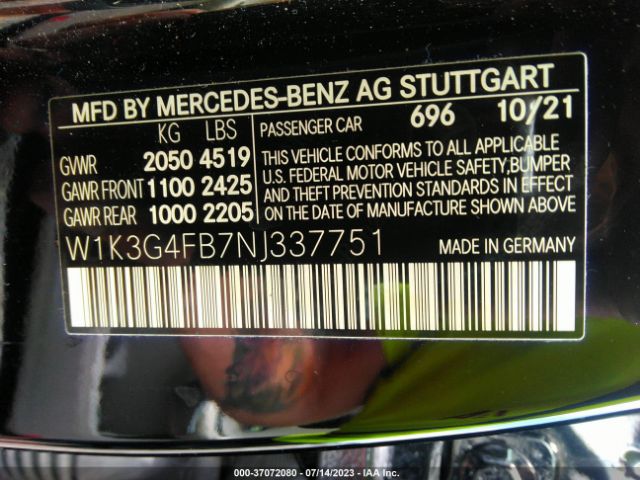 MFD BY MERCEDES-BENZ AG STUTTGART
KG LBS
GVWR 2050 4519
GAWR FRONT 1100 2425
GAWR REAR 1000 2205
PASSENGER CAR 696 10/21
THIS VEHICLE CONFORMS TO ALL APPLICABLE
U.S. FEDERAL MOTOR VEHICLE SAFETY, BUMPER
AND THEFT PREVENTION STANDARDS IN EFFECT
ON THE DATE OF MANUFACTURE SHOWN ABOVE
W1K3G4FB7NJ337751 MADE IN GERMANY
000-37072080 - 07/14/2023 - IAA Inc.